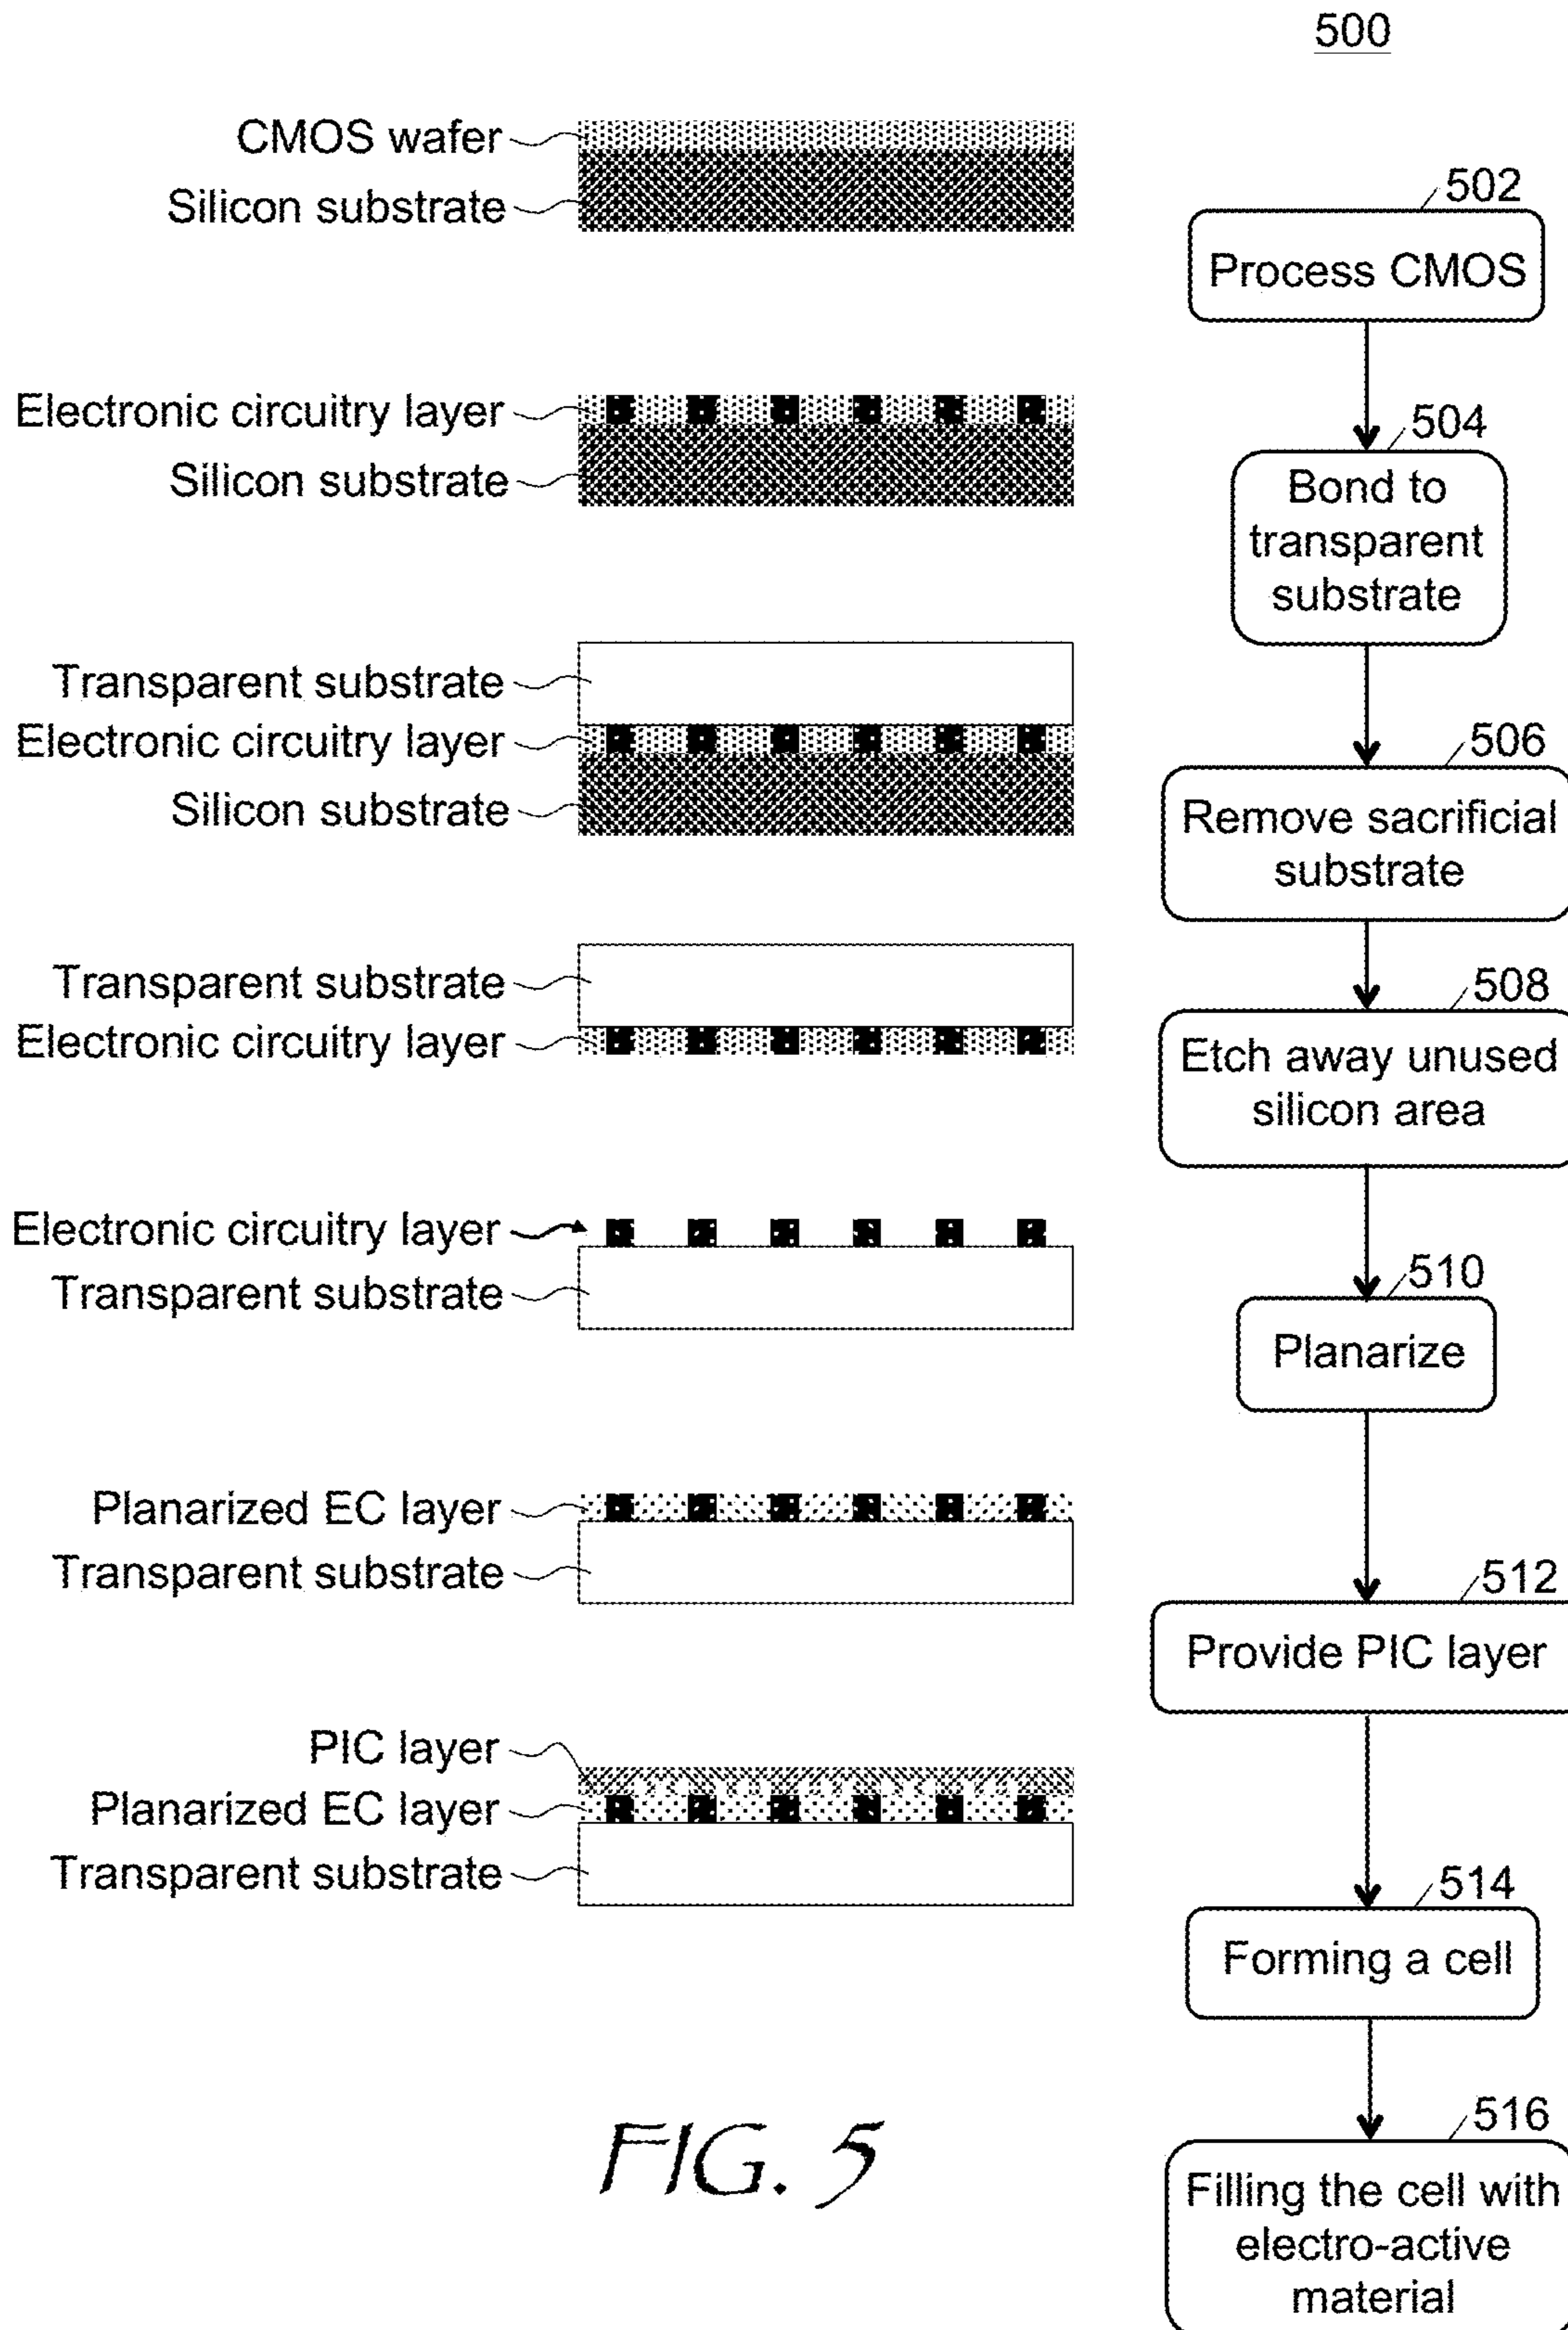 500
CMOS wafer
Silicon substrate
502
Process CMOS
Electronic circuitry layer
Silicon substrate
504
Bond to
transparent
substrate
Transparent substrate
Electronic circuitry layer
Silicon substrate
506
Remove sacrificial
substrate
Transparent substrate
Electronic circuitry layer
508
Etch away unused
silicon area
Electronic circuitry layer
Transparent substrate
510
Planarize
Planarized EC layer
Transparent substrate
512
Provide PIC layer
PIC layer
Planarized EC layer
Transparent substrate
514
Forming a cell
516
Filling the cell with
electro-active
material
FIG. 5